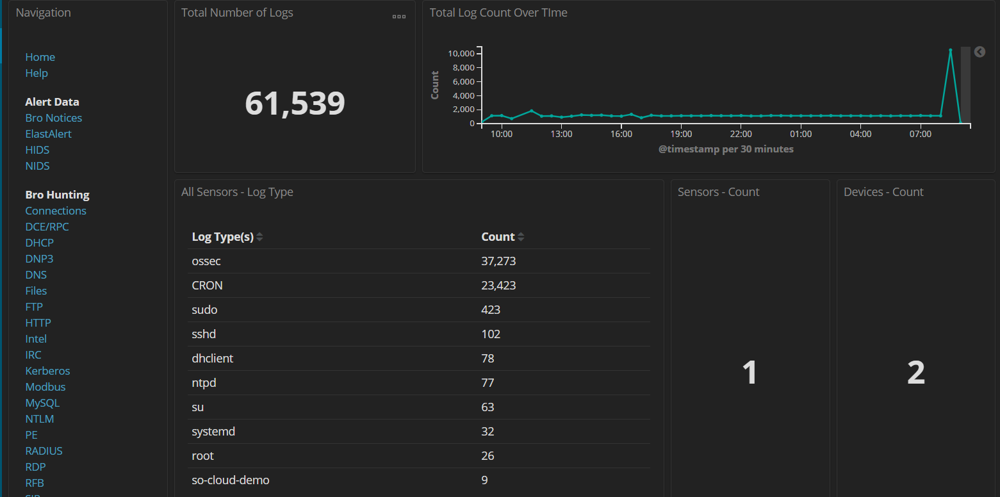 Navigation
Home
Help
Alert Data
Bro Notices
ElastAlert
HIDS
NIDS
Bro Hunting
Connections
DCE/RPC
DHCP
DNP3
DNS
Files
FTP
HTTP
Intel
IRC
Kerberos
Modbus
MySQL
NTLM
PE
RADIUS
RDP
RFB
Total Number of Logs
61,539
Total Log Count Over TIme
Count
10,000
8,000
6,000
4,000
2,000
0
10:00 13:00 16:00 19:00 22:00 01:00 04:00 07:00
@timestamp per 30 minutes
All Sensors - Log Type
Log Type(s) Count
ossec 37,273
CRON 23,423
sudo 423
sshd 102
dhclient 78
ntpd 77
su 63
systemd 32
root 26
so-cloud-demo 9
Sensors - Count
1
Devices - Count
2